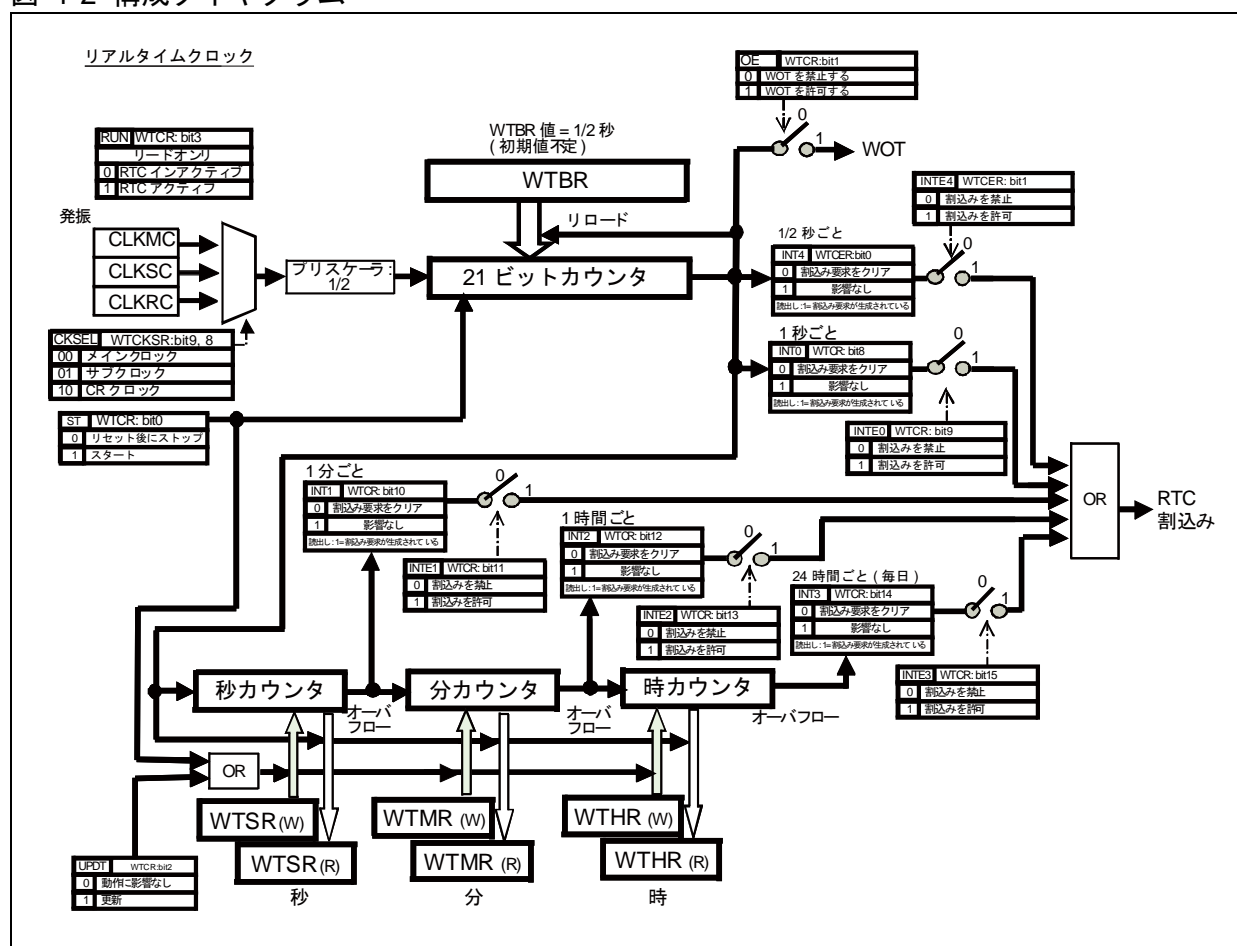 図 1-2 構成ダイヤグラム
リアルタイムクロック
OE WTCR:bit1
0 WOT を禁止する
1 WOT を許可する
0
1
WOT
RUN WTCR: bit3
リードオンリ
0 RTC インアクティブ
1 RTC アクティブ
WTBR 値 = 1/2 秒
(初期値不定)
WTBR
リロード
INTE4 WTCER: bit1
0 割込みを禁止
1 割込みを許可
発振
CLKMC
CLKSC
CLKRC
プリスケーラ:
1/2
21 ビットカウンタ
1/2 秒ごと
INT4 WTCER:bit0
0 割込み要求をクリア
1 影響なし
読出し:1=割込み要求が生成されている
0
1
CKSEL WTCKSR:bit9, 8
00 メインクロック
01 サブクロック
10 CR クロック
1 秒ごと
INT0 WTCR: bit8
0 割込み要求をクリア
1 影響なし
読出し:1=割込み要求が生成されている
0
1
ST WTCR: bit0
0 リセット後にストップ
1 スタート
INTE0 WTCR: bit9
0 割込みを禁止
1 割込みを許可
1 分ごと
INT1 WTCR: bit10
0 割込み要求をクリア
1 影響なし
読出し:1=割込み要求が生成されている
0
1
OR
RTC
割込み
INTE1 WTCR: bit11
0 割込みを禁止
1 割込みを許可
1 時間ごと
INT2 WTCR: bit12
0 割込み要求をクリア
1 影響なし
読出し:1=割込み要求が生成されている
0
1
INTE2 WTCR: bit13
0 割込みを禁止
1 割込みを許可
24 時間ごと (毎日)
INT3 WTCR: bit14
0 割込み要求をクリア
1 影響なし
読出し:1=割込み要求が生成されている
0
1
INTE3 WTCR: bit15
0 割込みを禁止
1 割込みを許可
秒カウンタ
オーバ
フロー
分カウンタ
オーバ
フロー
時カウンタ
オーバフロー
OR
WTSR (W)
WTMR (W)
WTHR (W)
WTSR (R)
WTMR (R)
WTHR (R)
秒
分
時
UPDT WTCR:bit2
0 動作に影響なし
1 更新